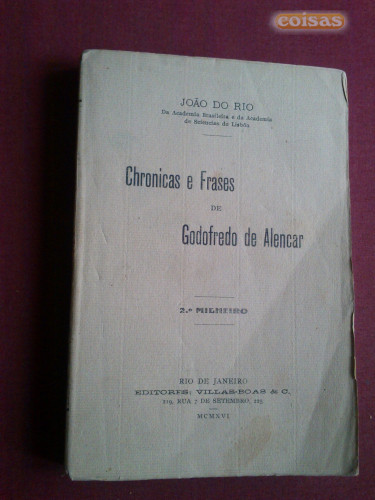 coisas
JOÃO DO RIO
Da Academia Brasileira e da Academia
de Sciencias de Lisboa
Chronicas e Frases
DE
Godofredo de Alencar
2.º MILHEIRO
RIO DE JANEIRO
EDITORES: VILLAS-BOAS & C.
219, RUA 7 DE SETEMBRO,
MCMXVI